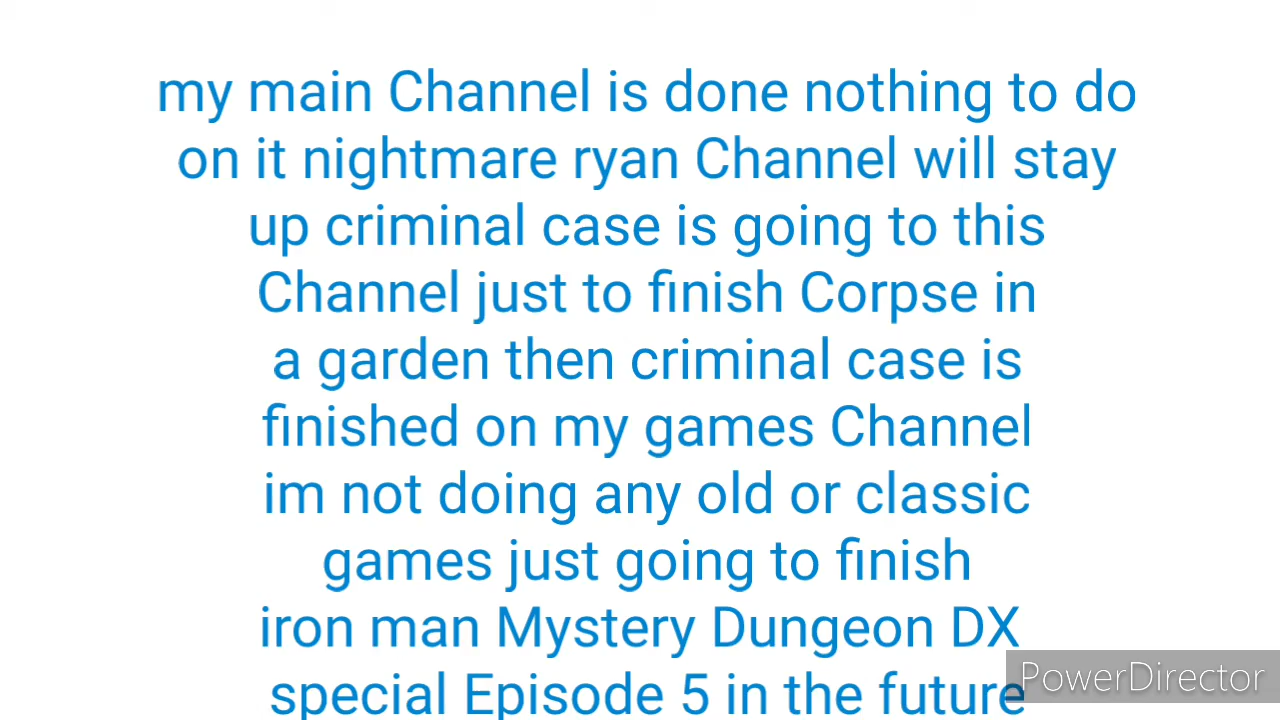 my main Channel is done nothing to do
on it nightmare ryan Channel will stay
up criminal case is going to this
Channel just to finish Corpse in
a garden then criminal case is
finished on my games Channel
im not doing any old or classic
games just going to finish
iron man Mystery Dungeon DX
special Episode 5 in the future
PowerDirector